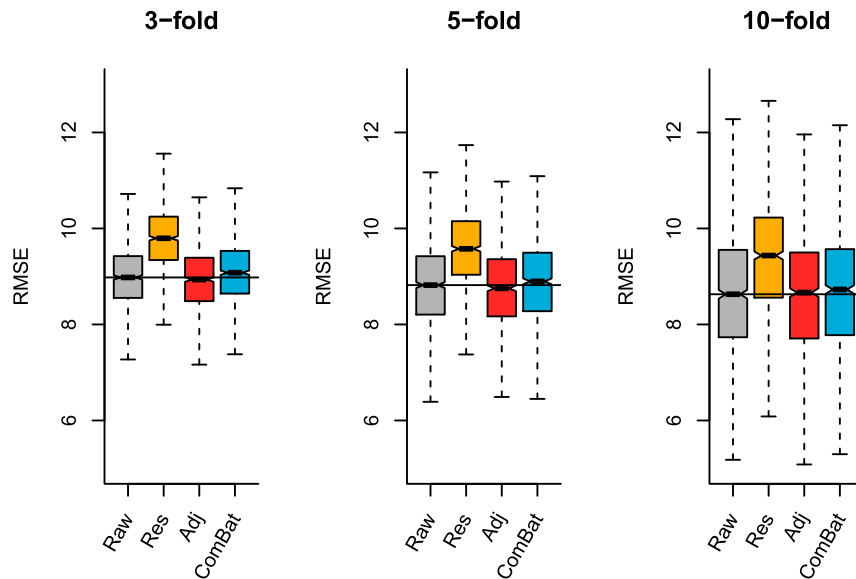 3−fold
RMSE
12
10
8
6
Raw
Res
Adj
ComBat
5−fold
RMSE
12
10
8
6
Raw
Res
Adj
ComBat
10−fold
RMSE
12
10
8
6
Raw
Res
Adj
ComBat